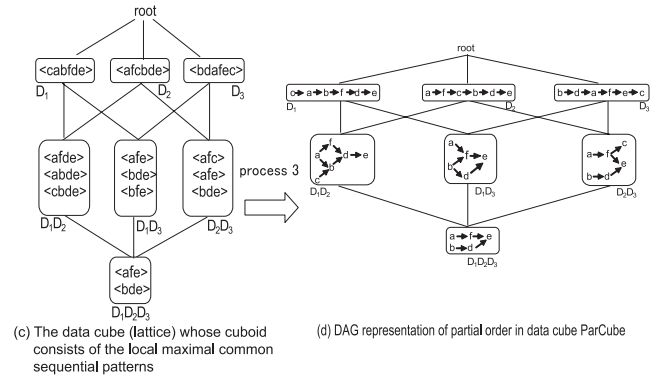 root
<cabfde>
D1
<afcbde>
D2
<bdafec>
D3
<afde>
<abde>
<cbde>
D1D2
<afe>
<bde>
<bfe>
D1D3
<afc>
<afe>
<bde>
D2D3
<afe>
<bde>
D1D2D3
(c) The data cube (lattice) whose cuboid
consists of the local maximal common
sequential patterns
process 3
root
c→a→b→f→d→e
D1
a→f→c→b→d→e
D2
b→d→a→f→e→c
D3
f
a d→e
b
c
D1D2
a
f→e
b
d
D1D3
c
a→f
e
b→d
D2D3
a→f→e
b→d
D1D2D3
(d) DAG representation of partial order in data cube ParCube